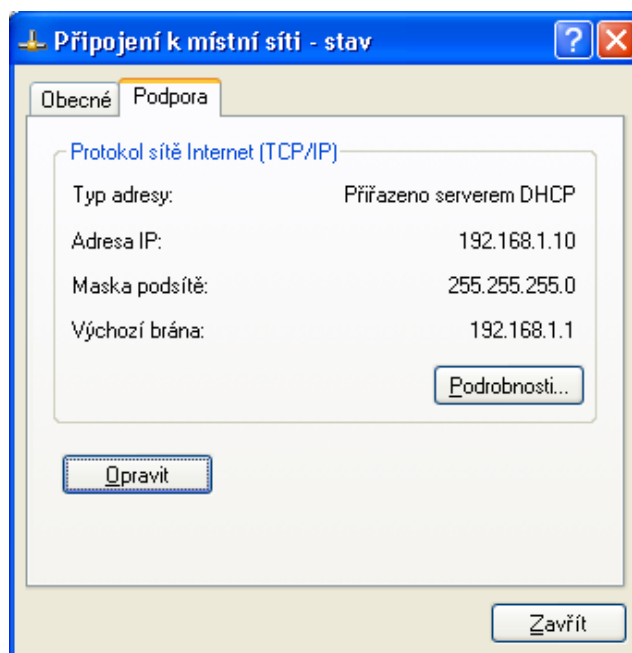 Připojení k místní síti - stav
Obecné Podpora
Protokol sítě Internet (TCP/IP)
Typ adresy: Přiřazeno serverem DHCP
Adresa IP: 192.168.1.10
Maska podsítě: 255.255.255.0
Výchozí brána: 192.168.1.1
Podrobnosti...
Opravit
Zavřít